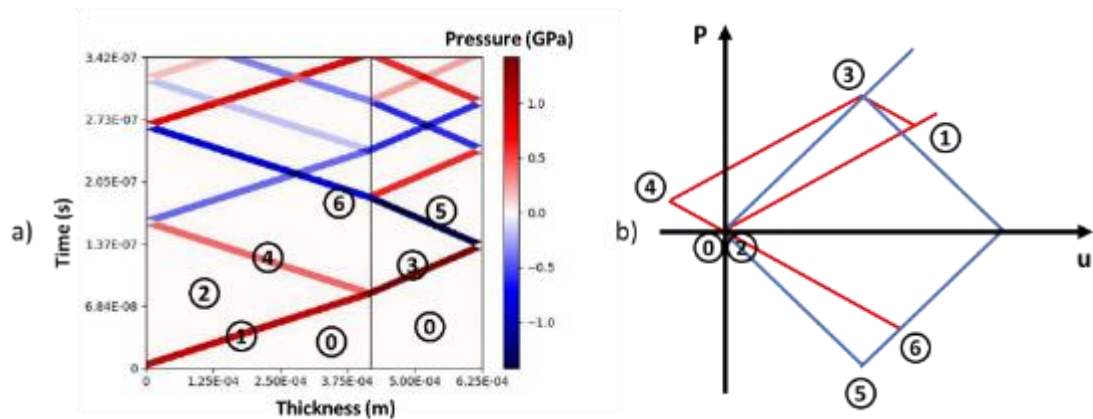 Pressure (GPa)
3.42E-07
2.73E-07
2.05E-07
1.37E-07
6.84E-08
0
Time (s)
a)
0
1.25E-04
2.50E-04
3.75E-04
5.00E-04
6.25E-04
Thickness (m)
1.0
0.5
0.0
−0.5
−1.0
6
5
4
3
2
1
0
0
b)
P
3
1
4
0
2
u
6
5